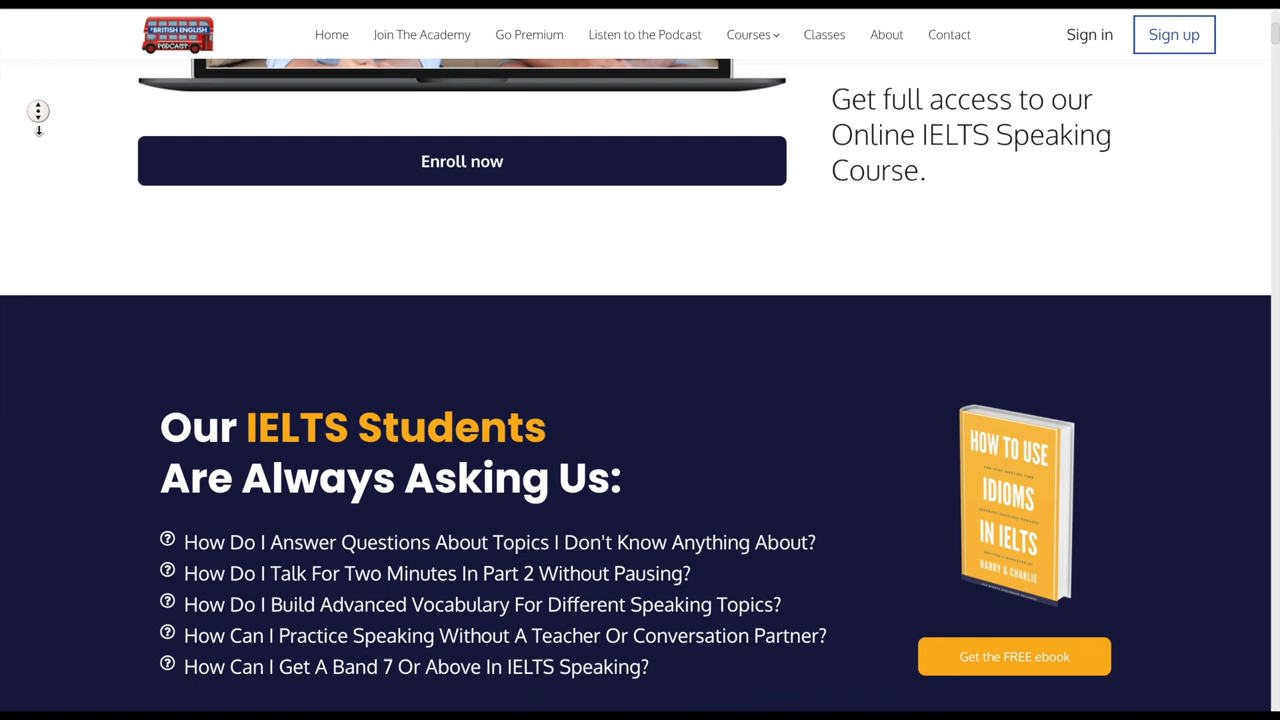 BRITISH ENGLISH
PODCAST
Home
Join The Academy
Go Premium
Listen to the Podcast
Courses
Classes
About
Contact
Sign in
Sign up
Enroll now
Get full access to our
Online IELTS Speaking
Course.
Our IELTS Students
Are Always Asking Us:
How Do I Answer Questions About Topics I Don't Know Anything About?
How Do I Talk For Two Minutes In Part 2 Without Pausing?
How Do I Build Advanced Vocabulary For Different Speaking Topics?
How Can I Practice Speaking Without A Teacher Or Conversation Partner?
How Can I Get A Band 7 Or Above In IELTS Speaking?
HOW TO USE
IDIOMS
IN IELTS
HARRY & CHARLIE
Get the FREE ebook